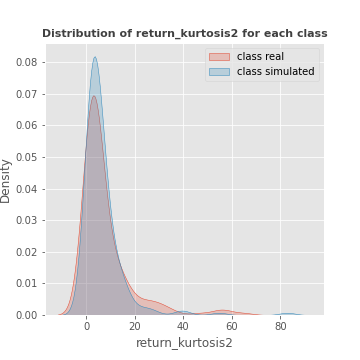 Distribution of return_kurtosis2 for each class
class real
class simulated
Density
0.08
0.07
0.06
0.05
0.04
0.03
0.02
0.01
0.00
0 20 40 60 80
return_kurtosis2